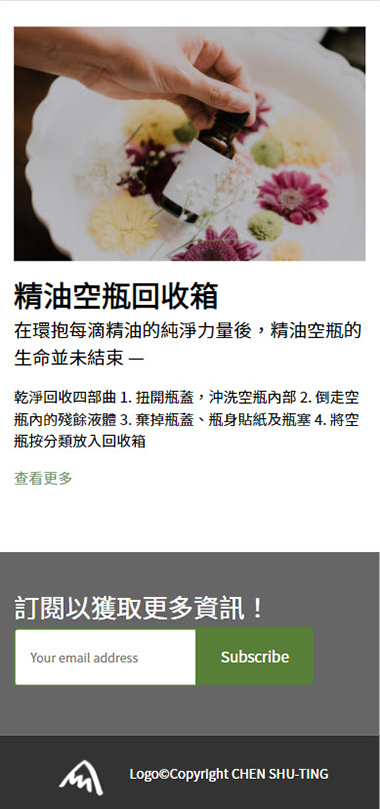 精油空瓶回收箱
在環抱每滴精油的純淨力量後，精油空瓶的
生命並未結束 —
乾淨回收四部曲 1. 扭開瓶蓋，沖洗空瓶內部 2. 倒走空
瓶內的殘餘液體 3. 棄掉瓶蓋、瓶身貼紙及瓶塞 4. 將空
瓶按分類放入回收箱
查看更多
訂閱以獲取更多資訊！
Your email address
Subscribe
Logo©Copyright CHEN SHU-TING